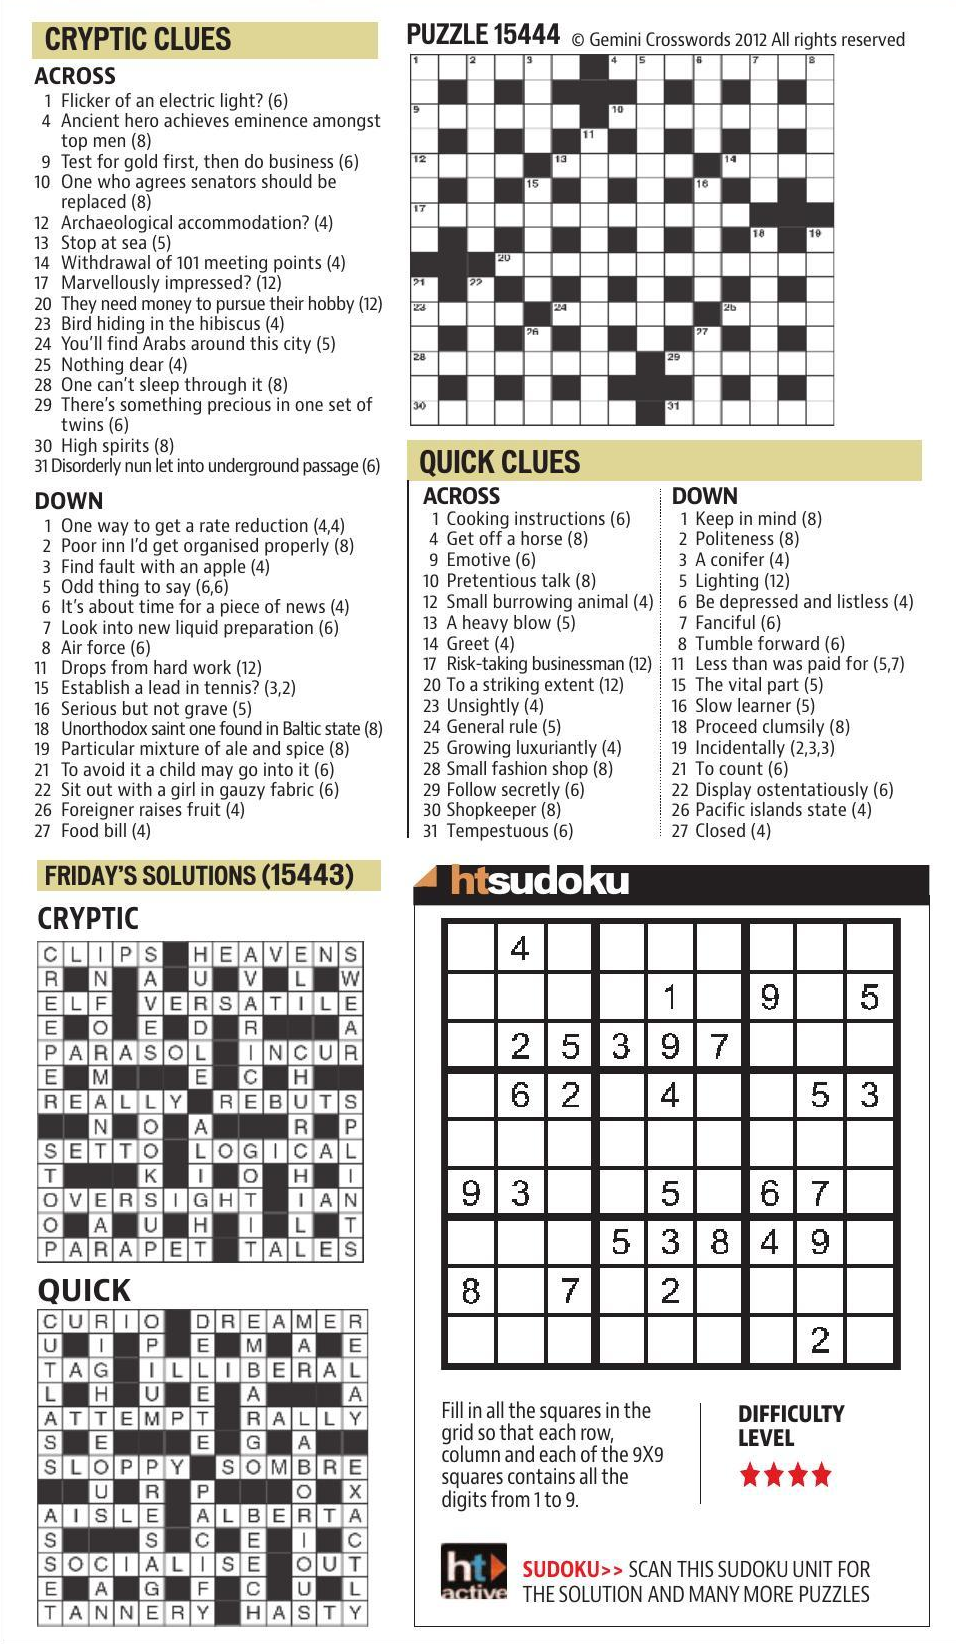 CRYPTIC CLUES
ACROSS
1 Flicker of an electric light? (6)
4 Ancient hero achieves eminence amongst
top men (8)
9 Test for gold first, then do business (6)
10 One who agrees senators should be
replaced (8)
12 Archaeological accommodation? (4)
13 Stop at sea (5)
14 Withdrawal of 101 meeting points (4)
17 Marvellously impressed? (12)
20 They need money to pursue their hobby (12)
23 Bird hiding in the hibiscus (4)
24 You'll find Arabs around this city (5)
25 Nothing dear (4)
28 One can't sleep through it (8)
29 There's something precious in one set of
twins (6)
30 High spirits (8)
31 Disorderly nun let into underground passage (6)
DOWN
1 One way to get a rate reduction (4,4)
2 Poor inn I'd get organised properly (8)
3 Find fault with an apple (4)
5 Odd thing to say (6,6)
6 It's about time for a piece of news (4)
7 Look into new liquid preparation (6)
8 Air force (6)
11 Drops from hard work (12)
15 Establish a lead in tennis? (3,2)
16 Serious but not grave (5)
18 Unorthodox saint one found in Baltic state (8)
19 Particular mixture of ale and spice (8)
21 To avoid it a child may go into it (6)
22 Sit out with a girl in gauzy fabric (6)
26 Foreigner raises fruit (4)
27 Food bill (4)
PUZZLE 15444 © Gemini Crosswords 2012 All rights reserved
1 2 3 4 5 6 7 8
9 10
11
12 13 14
15 16
17
18 19
20
21 22
23 24 25
26 27
28 29
30 31
QUICK CLUES
ACROSS
1 Cooking instructions (6)
4 Get off a horse (8)
9 Emotive (6)
10 Pretentious talk (8)
12 Small burrowing animal (4)
13 A heavy blow (5)
14 Greet (4)
17 Risk-taking businessman (12)
20 To a striking extent (12)
23 Unsightly (4)
24 General rule (5)
25 Growing luxuriantly (4)
28 Small fashion shop (8)
29 Follow secretly (6)
30 Shopkeeper (8)
31 Tempestuous (6)
DOWN
1 Keep in mind (8)
2 Politeness (8)
3 A conifer (4)
5 Lighting (12)
6 Be depressed and listless (4)
7 Fanciful (6)
8 Tumble forward (6)
11 Less than was paid for (5,7)
15 The vital part (5)
16 Slow learner (5)
18 Proceed clumsily (8)
19 Incidentally (2,3,3)
21 To count (6)
22 Display ostentatiously (6)
26 Pacific islands state (4)
27 Closed (4)
FRIDAY'S SOLUTIONS (15443)
CRYPTIC
CLIPS HEAVENS
R N A U V L W
ELF VERSATILE
E O E D R A
PARASOL INCUR
E M E C H
REALLY REBUTS
N O A R P
SETTO LOGICAL
T K I O H I
OVERSIGHT IAN
O A U H I L T
PARAPET TALES
QUICK
CURIO DREAMER
U I P E M A E
TAG ILLIBERAL
L H U E A A
ATTEMPT RALLY
S E E G A
SLOPPY SOMBRE
U R P O X
AISLE ALBERTA
S S C E I C
SOCIALISE OUT
E A G F C U L
TANNERY HASTY
htsudoku
4
1 9 5
2 5 3 9 7
6 2 4 5 3
9 3 5 6 7
5 3 8 4 9
8 7 2
2
Fill in all the squares in the
grid so that each row,
column and each of the 9X9
squares contains all the
digits from 1 to 9.
DIFFICULTY
LEVEL
ht
active
SUDOKU>> SCAN THIS SUDOKU UNIT FOR
THE SOLUTION AND MANY MORE PUZZLES